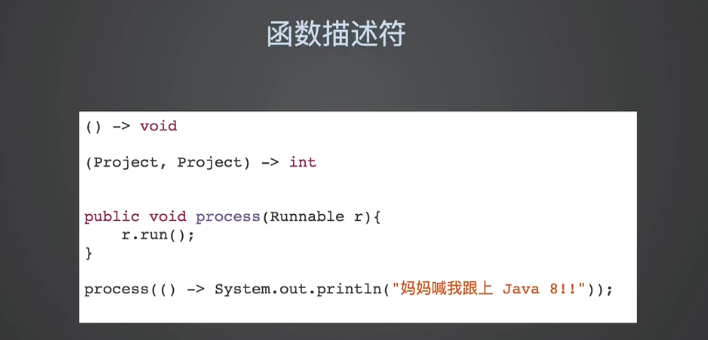 函数描述符
() -> void
(Project, Project) -> int
public void process(Runnable r){
    r.run();
}
process(() -> System.out.println("妈妈喊我跟上 Java 8!!"));